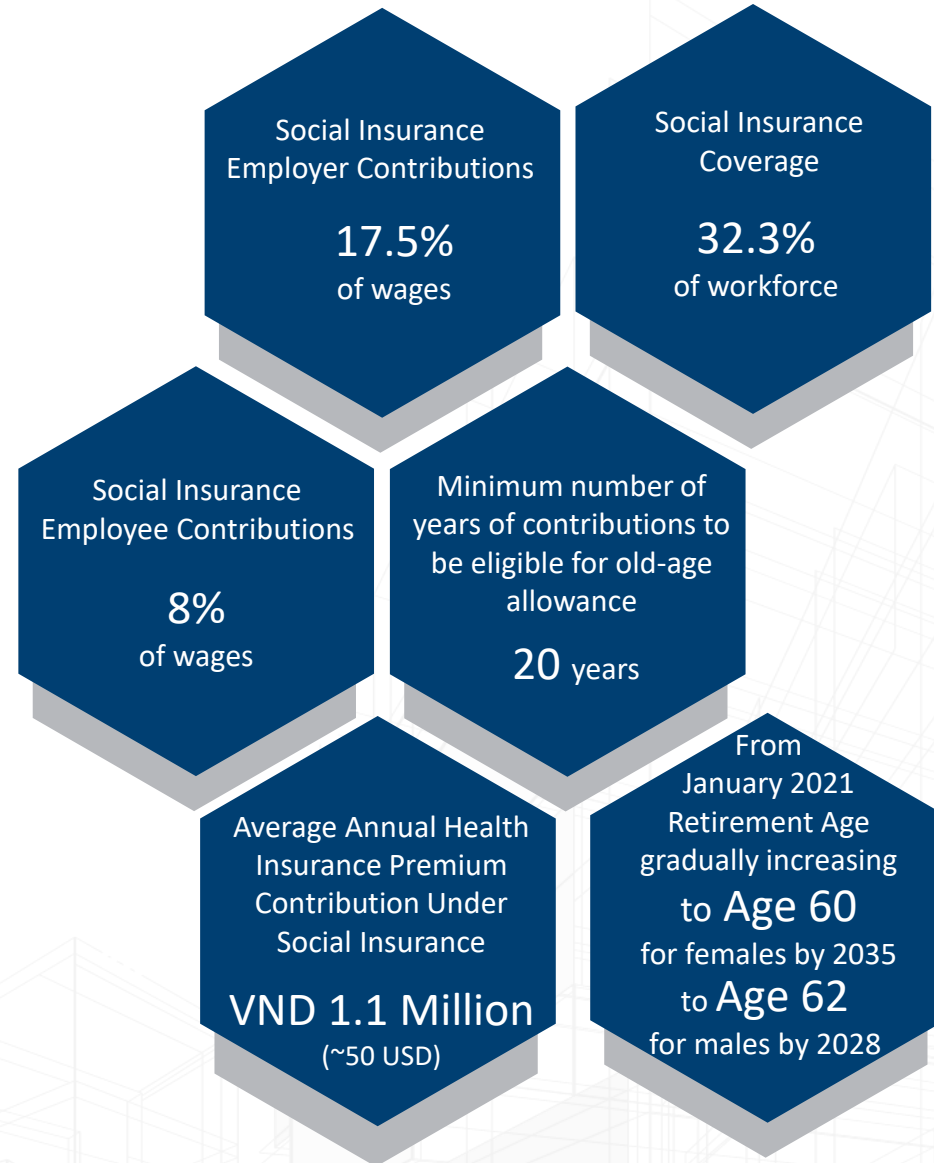 Social Insurance
Employer Contributions
17.5%
of wages
Social Insurance
Coverage
32.3%
of workforce
Social Insurance
Employee Contributions
8%
of wages
Minimum number of
years of contributions to
be eligible for old-age
allowance
20 years
Average Annual Health
Insurance Premium
Contribution Under
Social Insurance
VND 1.1 Million
(~50 USD)
From
January 2021
Retirement Age
gradually increasing
to Age 60
for females by 2035
to Age 62
for males by 2028